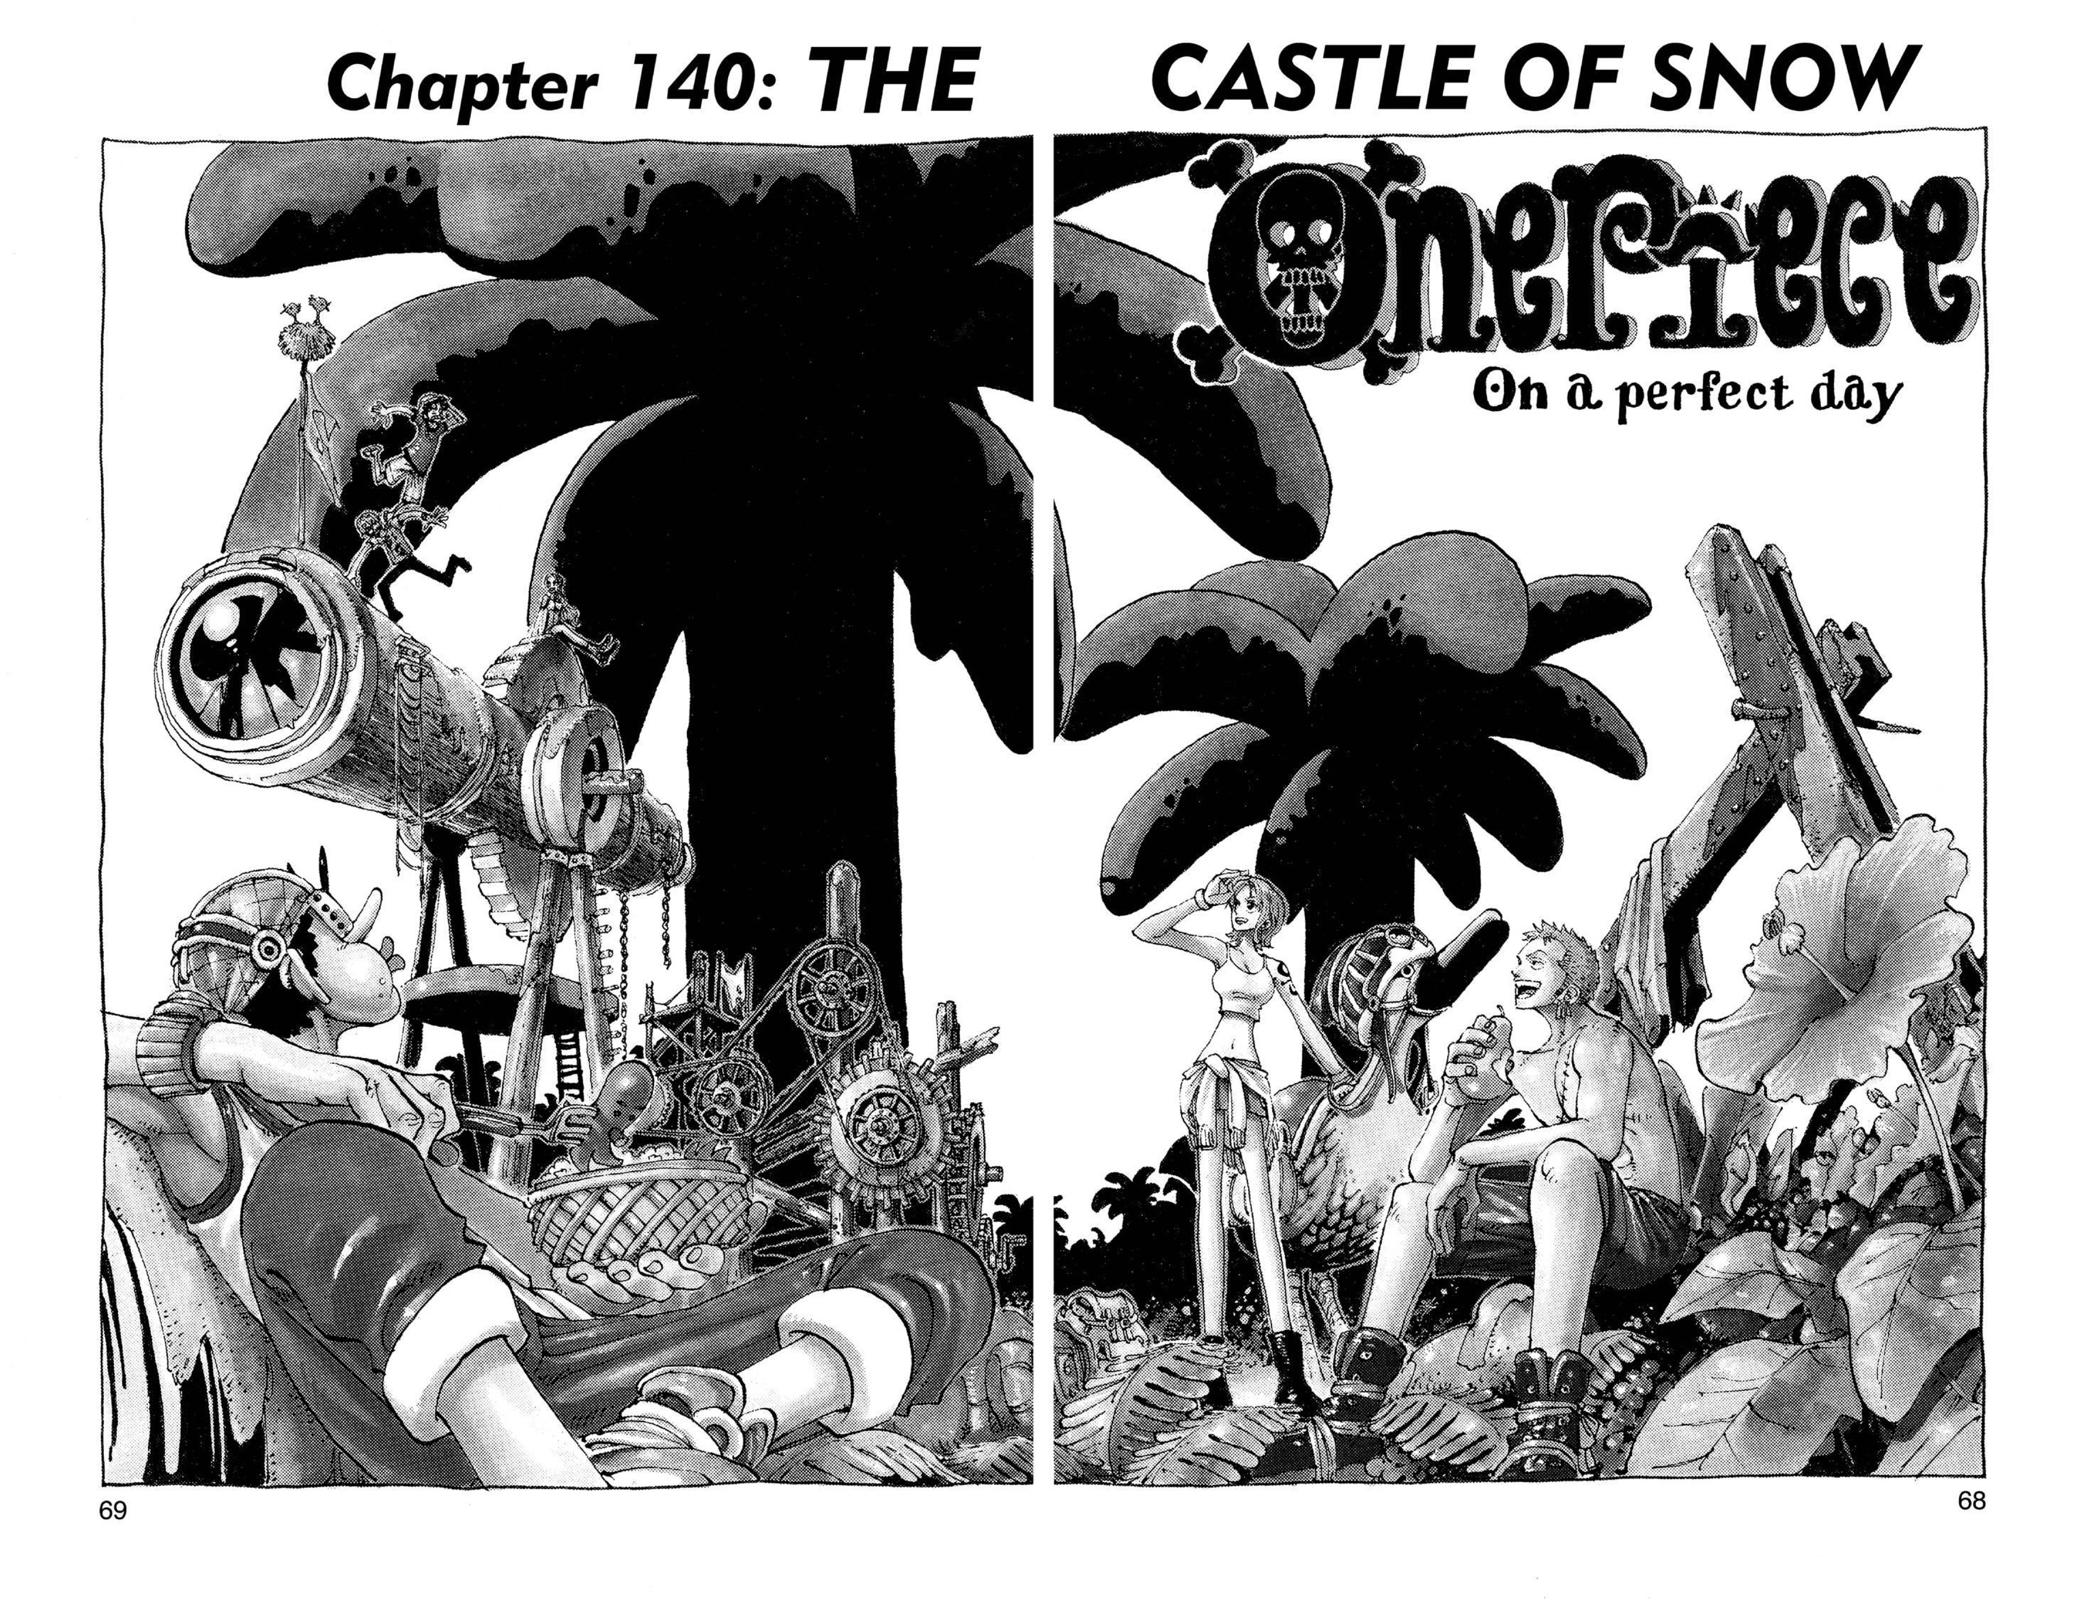 Chapter 140: THE CASTLE OF SNOW
OnePiece
On a perfect day
69
68